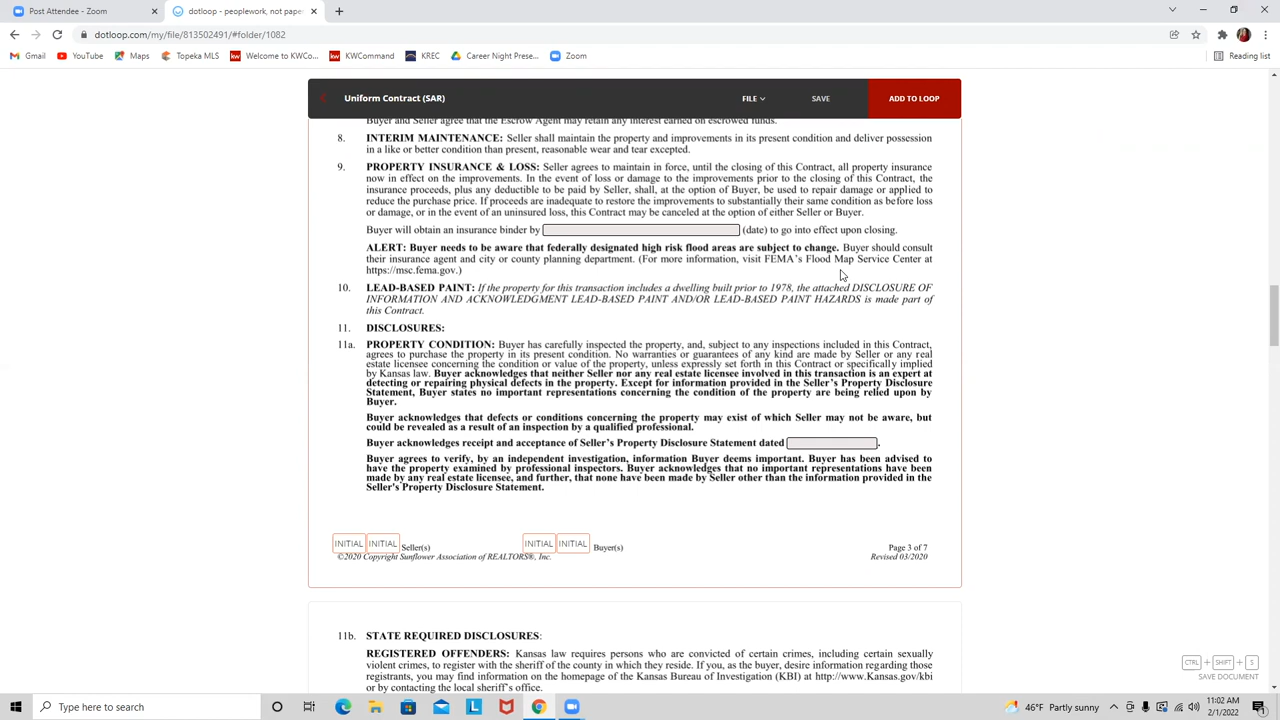 Post Attendee - Zoom
dotloop - peoplework, not paper
dotloop.com/my/file/813502491/#folder/1082
Gmail YouTube Maps Topeka MLS Welcome to KWCo... KWCommand KREC Career Night Prese... Zoom Reading list
Uniform Contract (SAR) FILE SAVE ADD TO LOOP
Buyer and Seller agree that the Escrow Agent may retain any interest earned on escrowed funds.
8. INTERIM MAINTENANCE: Seller shall maintain the property and improvements in its present condition and deliver possession
in a like or better condition than present, reasonable wear and tear excepted.
9. PROPERTY INSURANCE & LOSS: Seller agrees to maintain in force, until the closing of this Contract, all property insurance
now in effect on the improvements. In the event of loss or damage to the improvements prior to the closing of this Contract, the
insurance proceeds, plus any deductible to be paid by Seller, shall, at the option of Buyer, be used to repair damage or applied to
reduce the purchase price. If proceeds are inadequate to restore the improvements to substantially their same condition as before loss
or damage, or in the event of an uninsured loss, this Contract may be canceled at the option of either Seller or Buyer.
Buyer will obtain an insurance binder by (date) to go into effect upon closing.
ALERT: Buyer needs to be aware that federally designated high risk flood areas are subject to change. Buyer should consult
their insurance agent and city or county planning department. (For more information, visit FEMA's Flood Map Service Center at
https://msc.fema.gov.)
10. LEAD-BASED PAINT: If the property for this transaction includes a dwelling built prior to 1978, the attached DISCLOSURE OF
INFORMATION AND ACKNOWLEDGMENT LEAD-BASED PAINT AND/OR LEAD-BASED PAINT HAZARDS is made part of
this Contract.
11. DISCLOSURES:
11a. PROPERTY CONDITION: Buyer has carefully inspected the property, and, subject to any inspections included in this Contract,
agrees to purchase the property in its present condition. No warranties or guarantees of any kind are made by Seller or any real
estate licensee concerning the condition or value of the property, unless expressly set forth in this Contract or specifically implied
by Kansas law. Buyer acknowledges that neither Seller nor any real estate licensee involved in this transaction is an expert at
detecting or repairing physical defects in the property. Except for information provided in the Seller's Property Disclosure
Statement, Buyer states no important representations concerning the condition of the property are being relied upon by
Buyer.
Buyer acknowledges that defects or conditions concerning the property may exist of which Seller may not be aware, but
could be revealed as a result of an inspection by a qualified professional.
Buyer acknowledges receipt and acceptance of Seller's Property Disclosure Statement dated .
Buyer agrees to verify, by an independent investigation, information Buyer deems important. Buyer has been advised to
have the property examined by professional inspectors. Buyer acknowledges that no important representations have been
made by any real estate licensee, and further, that none have been made by Seller other than the information provided in the
Seller's Property Disclosure Statement.
INITIAL INITIAL Seller(s) INITIAL INITIAL Buyer(s) Page 3 of 7
©2020 Copyright Sunflower Association of REALTORS®, Inc. Revised 03/2020
11b. STATE REQUIRED DISCLOSURES:
REGISTERED OFFENDERS: Kansas law requires persons who are convicted of certain crimes, including certain sexually
violent crimes, to register with the sheriff of the county in which they reside. If you, as the buyer, desire information regarding those
registrants, you may find information on the homepage of the Kansas Bureau of Investigation (KBI) at http://www.Kansas.gov/kbi
or by contacting the local sheriff's office.
CTRL + SHIFT + S
SAVE DOCUMENT
Type here to search
46°F Partly sunny
11:02 AM
2/1/2022